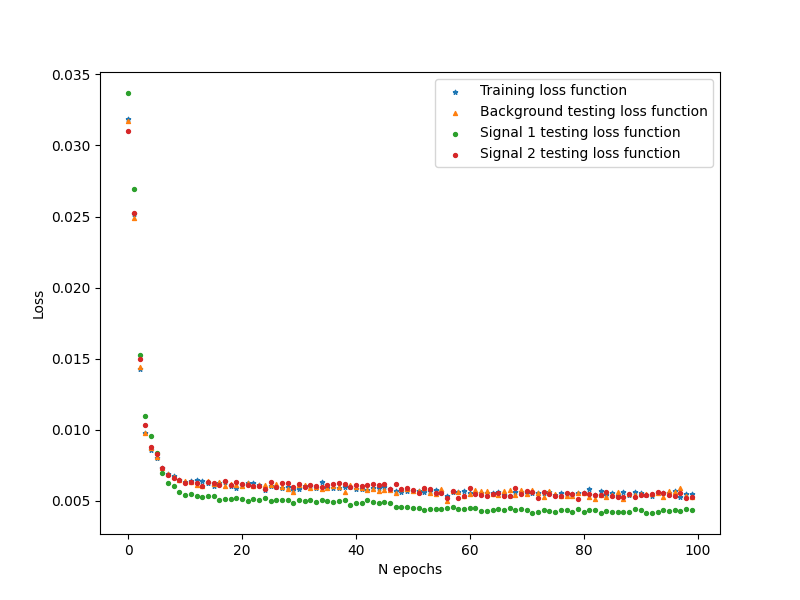 0.035
0.030
0.025
0.020
0.015
0.010
0.005
Loss
0
20
40
60
80
100
N epochs
Training loss function
Background testing loss function
Signal 1 testing loss function
Signal 2 testing loss function